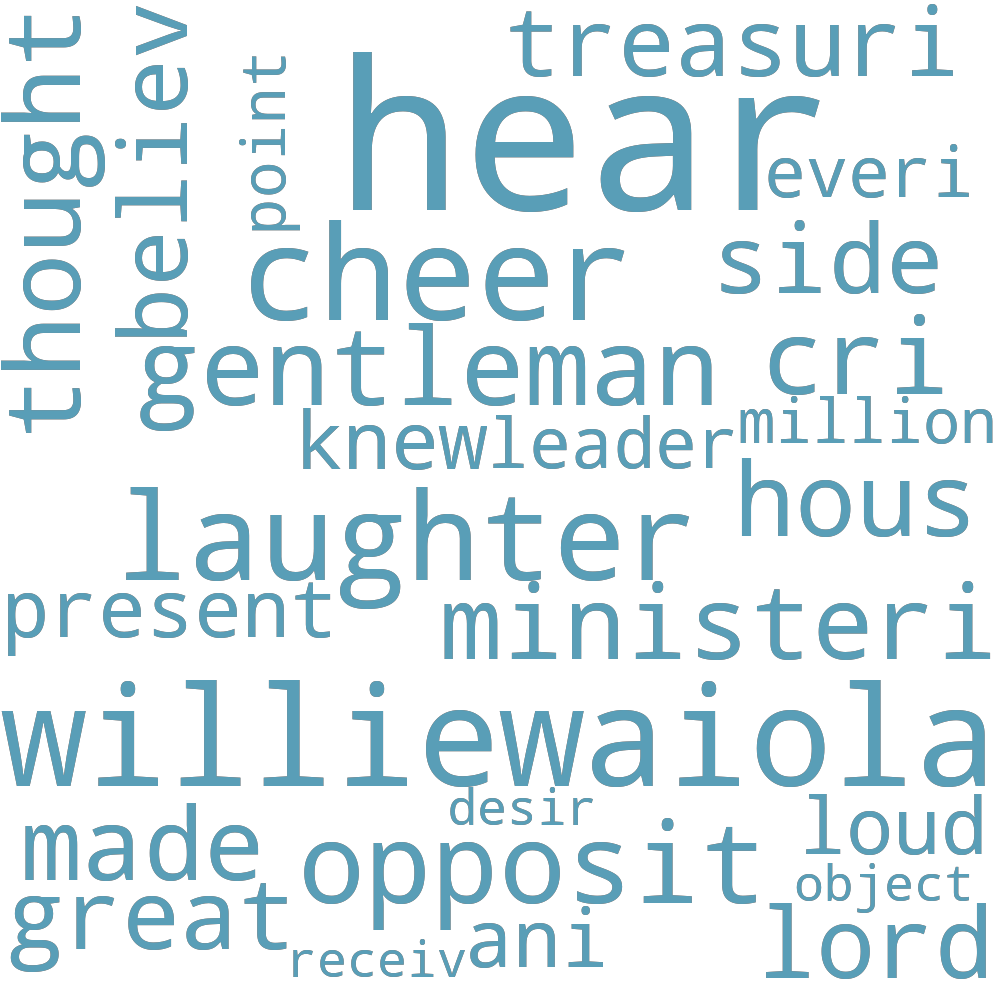 treasuri
hear
thought
believ
point
everi
cheer
side
gentleman
cri
million
knew
leader
hous
laughter
present
ministeri
williewaiola
desir
made
loud
opposit
object
great
ani
lord
receiv